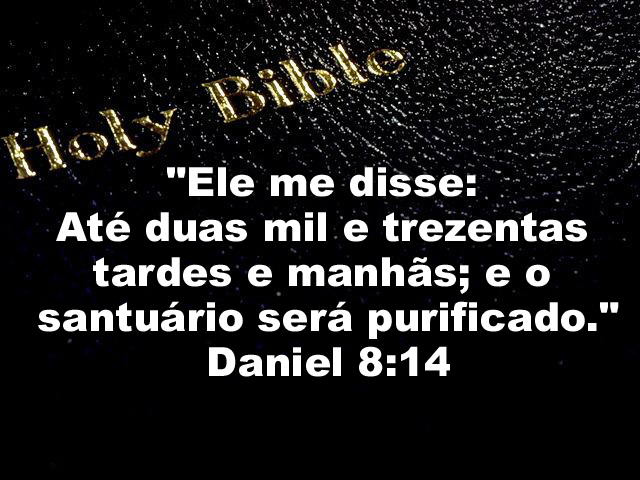 Holy Bible
"Ele me disse:
Até duas mil e trezentas
tardes e manhãs; e o
santuário será purificado."
Daniel 8:14